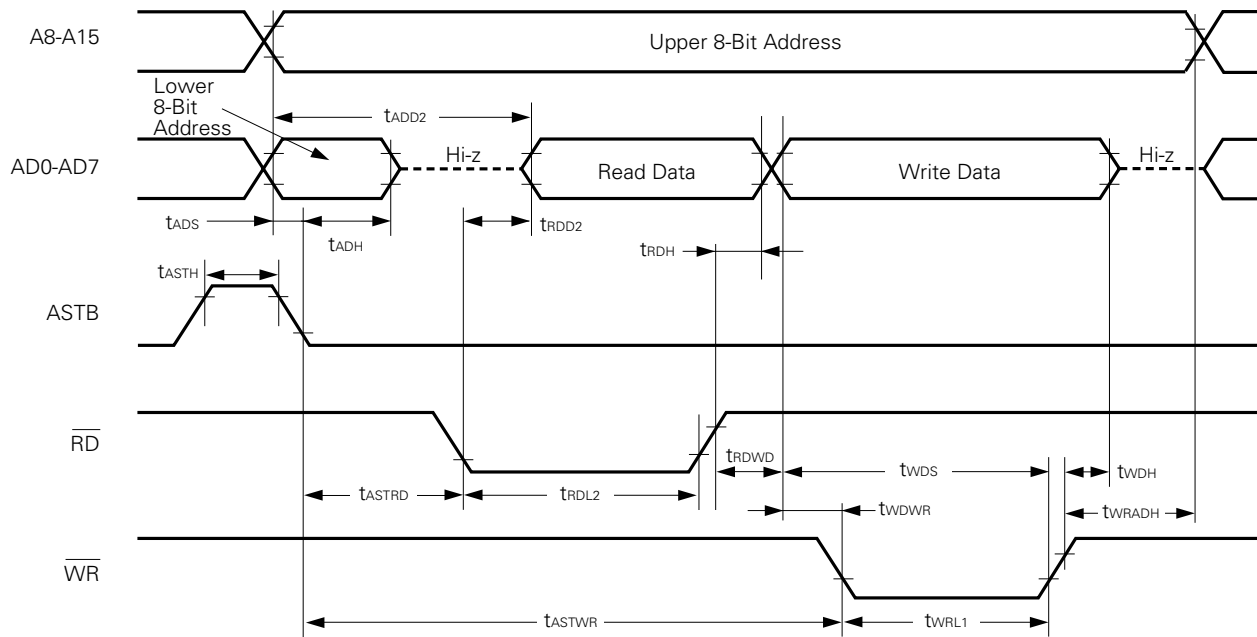 A8-A15
Upper 8-Bit Address
Lower
8-Bit
Address
tADD2
AD0-AD7
Hi-z
Read Data
Write Data
Hi-z
tADS
tADH
tRDD2
tRDH
tASTH
ASTB
RD
tRDWD
tWDS
tWDH
tASTRD
tRDL2
tWDWR
tWRADH
WR
tASTWR
tWRL1